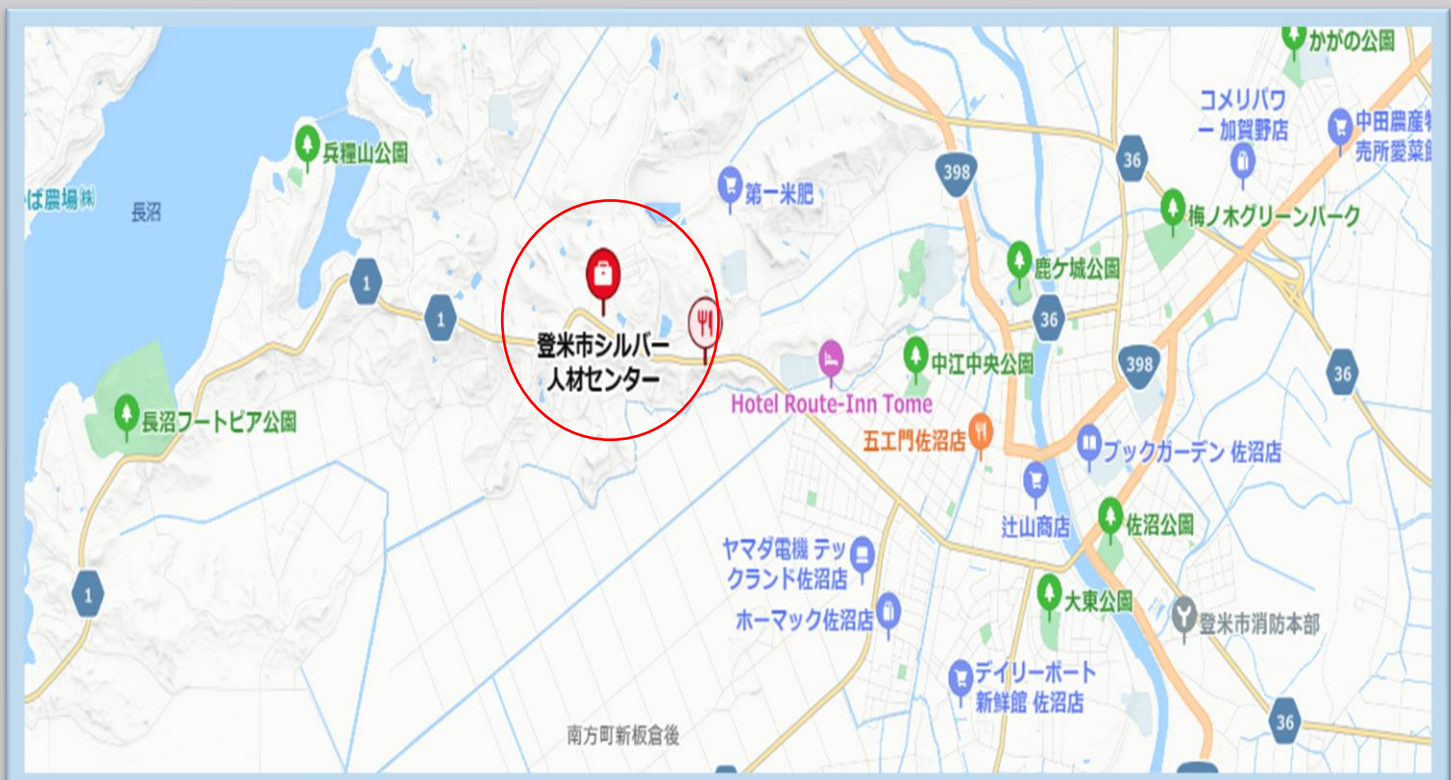 かがの公園
コメリパワ
ー 加賀野店
中田農産物
売所愛菜館
兵糧山公園
398
36
ば農場㈱
長沼
第一米肥
梅ノ木グリーンパーク
鹿ケ城公園
1
1
36
登米市シルバー
人材センター
中江中央公園
398
36
Hotel Route-Inn Tome
長沼フートピア公園
五エ門佐沼店
ブックガーデン 佐沼店
辻山商店
佐沼公園
ヤマダ電機 テッ
クランド佐沼店
1
大東公園
ホーマック佐沼店
登米市消防本部
デイリーポート
新鮮館 佐沼店
36
南方町新板倉後